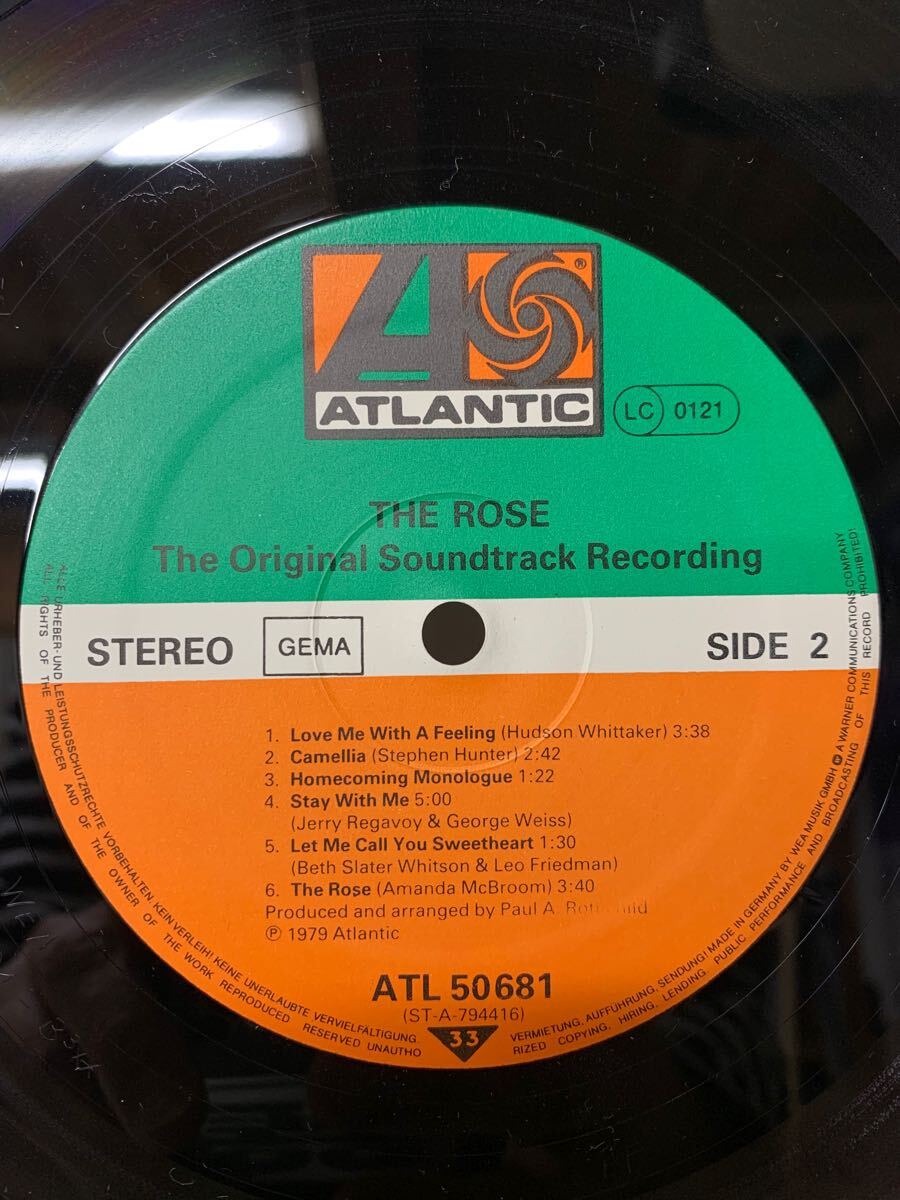 ATLANTIC
®
LC 0121
THE ROSE
The Original Soundtrack Recording
STEREO GEMA SIDE 2
1. Love Me With A Feeling (Hudson Whittaker) 3:38
2. Camellia (Stephen Hunter) 2:42
3. Homecoming Monologue 1:22
4. Stay With Me 5:00
(Jerry Regavoy & George Weiss)
5. Let Me Call You Sweetheart 1:30
(Beth Slater Whitson & Leo Friedman)
6. The Rose (Amanda McBroom) 3:40
Produced and arranged by Paul A. Rothchild
℗ 1979 Atlantic
ATL 50681
(ST-A-794416)
33
ALLE URHEBER- UND LEISTUNGSSCHUTZRECHTE VORBEHALTEN KEIN VERLEIH! KEINE UNERLAUBTE VERVIELFÄLTIGUNG. VERMIETUNG, AUFFÜHRUNG, SENDUNG! MADE IN GERMANY BY WEA MUSIK GMBH A WARNER COMMUNICATIONS COMPANY
ALL RIGHTS OF THE PRODUCER AND OF THE OWNER OF THE WORK REPRODUCED RESERVED UNAUTHO RIZED COPYING, HIRING, LENDING, PUBLIC PERFORMANCE AND BROADCASTING OF THIS RECORD PROHIBITED!